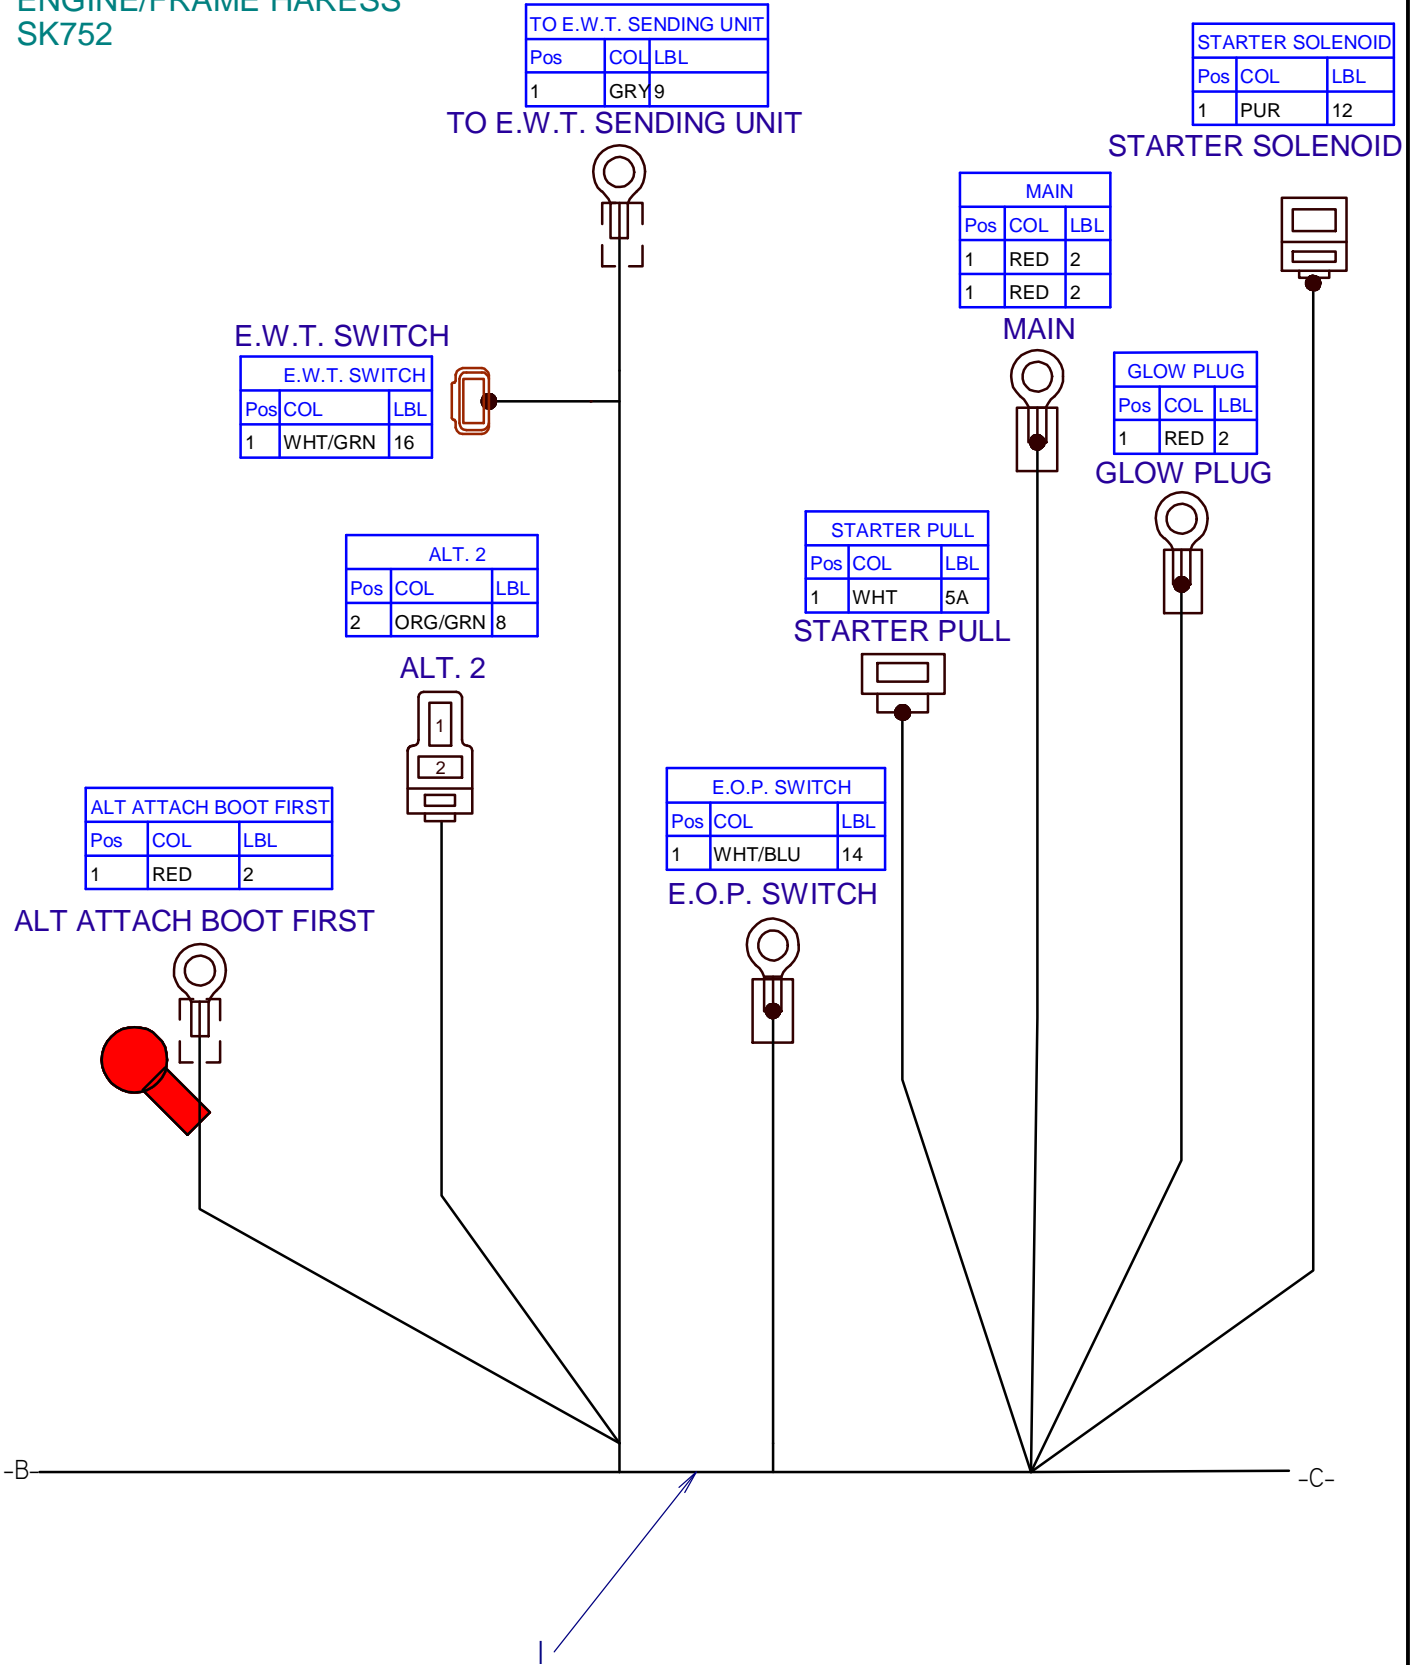 ENGINE/FRAME HARESS
SK752
TO E.W.T. SENDING UNIT
Pos COL LBL
1 GRY 9
TO E.W.T. SENDING UNIT
STARTER SOLENOID
Pos COL LBL
1 PUR 12
STARTER SOLENOID
MAIN
Pos COL LBL
1 RED 2
1 RED 2
MAIN
E.W.T. SWITCH
E.W.T. SWITCH
Pos COL LBL
1 WHT/GRN 16
GLOW PLUG
Pos COL LBL
1 RED 2
GLOW PLUG
STARTER PULL
Pos COL LBL
1 WHT 5A
STARTER PULL
ALT. 2
Pos COL LBL
2 ORG/GRN 8
ALT. 2
1
2
E.O.P. SWITCH
Pos COL LBL
1 WHT/BLU 14
E.O.P. SWITCH
ALT ATTACH BOOT FIRST
Pos COL LBL
1 RED 2
ALT ATTACH BOOT FIRST
-B-
-C-